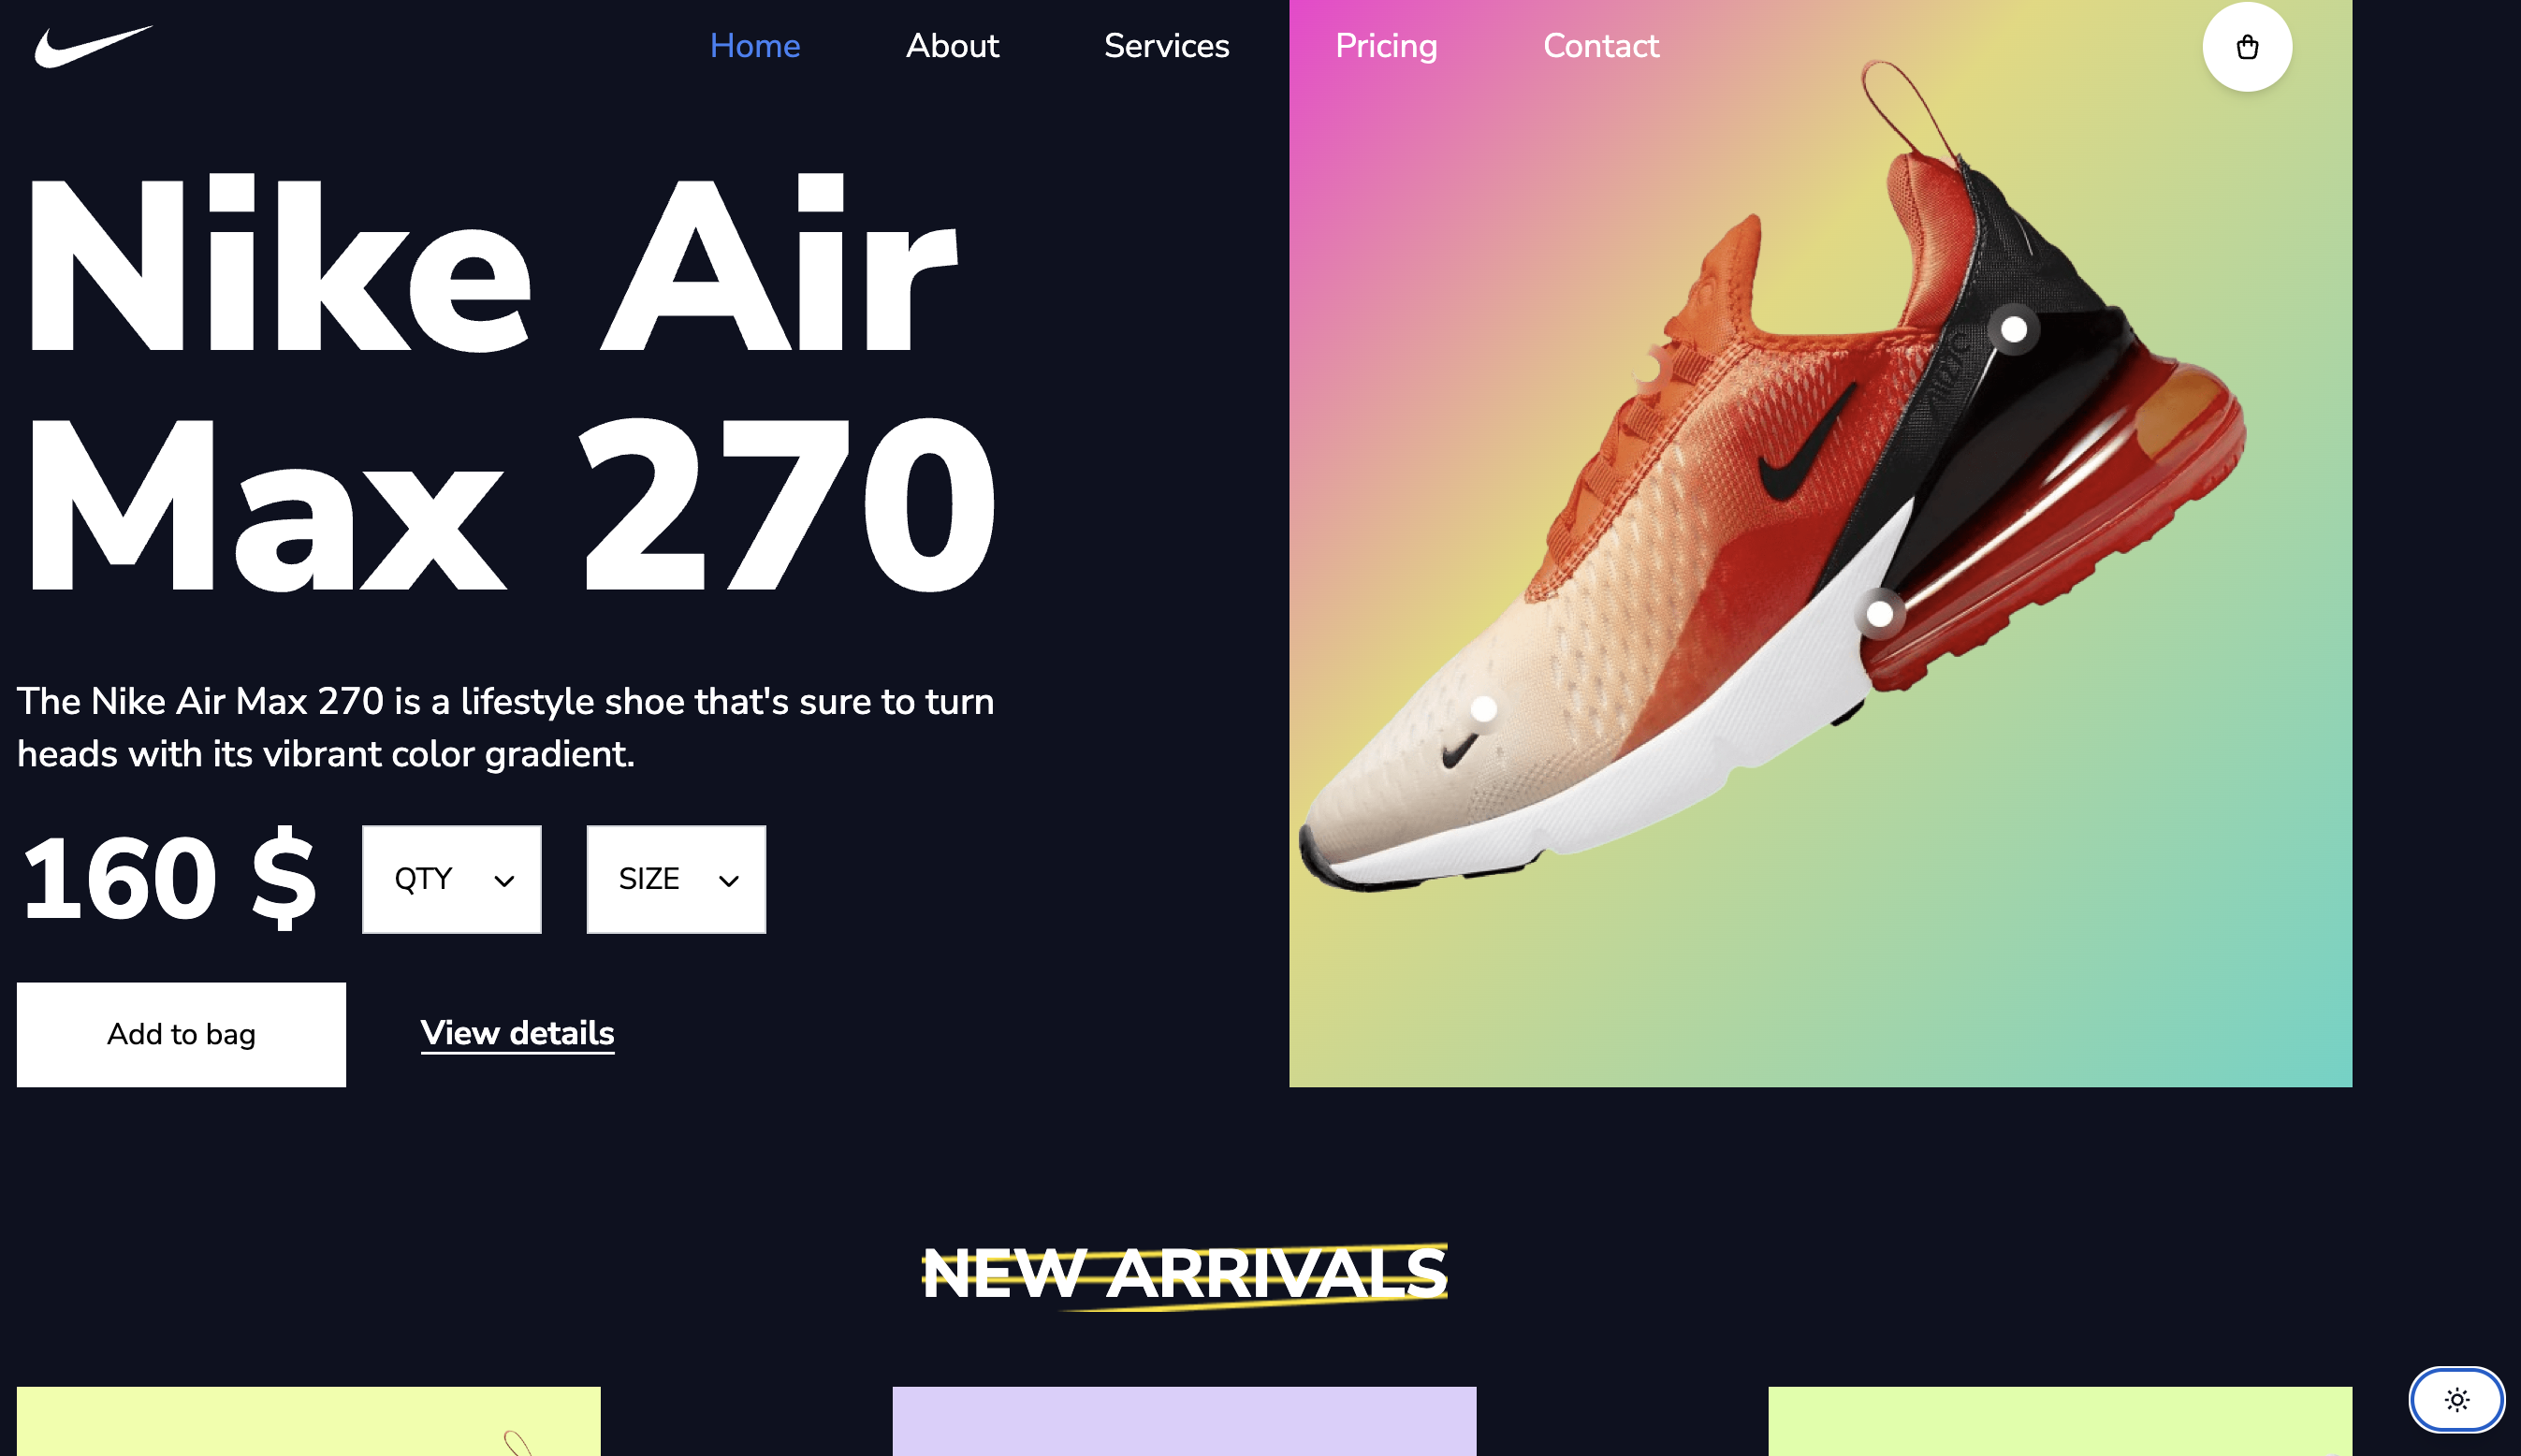 Home About Services Pricing Contact
Nike Air
Max 270
The Nike Air Max 270 is a lifestyle shoe that's sure to turn
heads with its vibrant color gradient.
160 $ QTY SIZE
Add to bag View details
NEW ARRIVALS